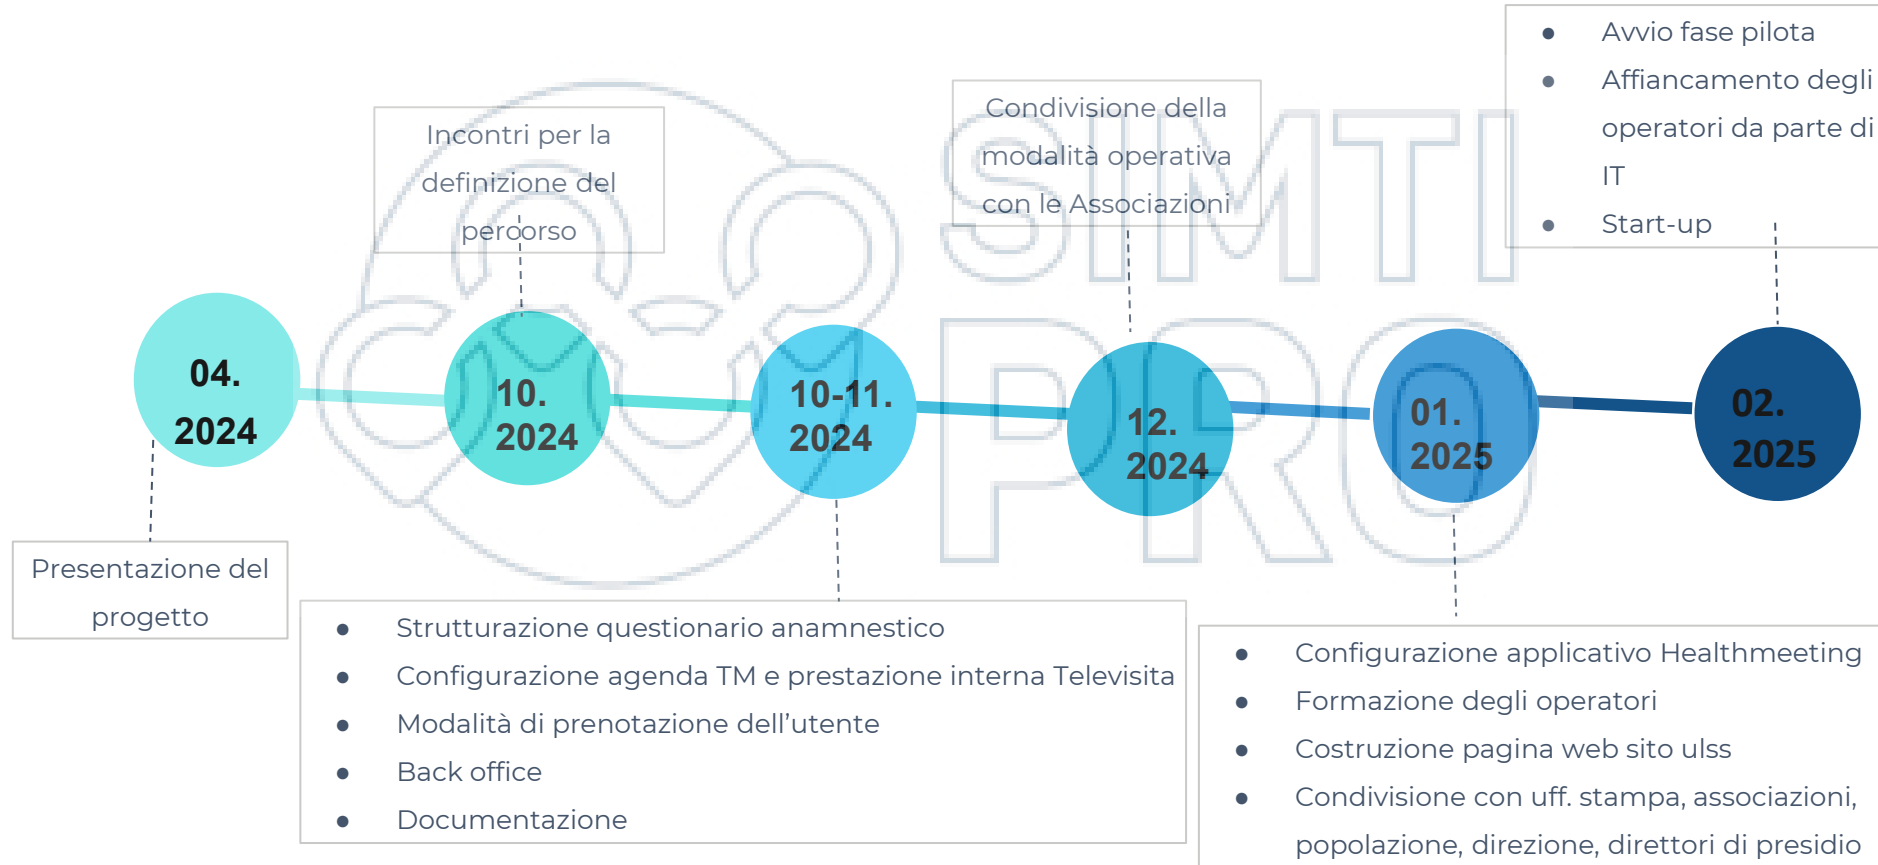 04.
2024
Presentazione del
progetto
Incontri per la
definizione del
percorso
10.
2024
10-11.
2024
● Strutturazione questionario anamnestico
● Configurazione agenda TM e prestazione interna Televisita
● Modalità di prenotazione dell’utente
● Back office
● Documentazione
Condivisione della
modalità operativa
con le Associazioni
12.
2024
01.
2025
● Configurazione applicativo Healthmeeting
● Formazione degli operatori
● Costruzione pagina web sito ulss
● Condivisione con uff. stampa, associazioni,
popolazione, direzione, direttori di presidio
● Avvio fase pilota
● Affiancamento degli
operatori da parte di
IT
● Start-up
02.
2025
SIMTI
PRO